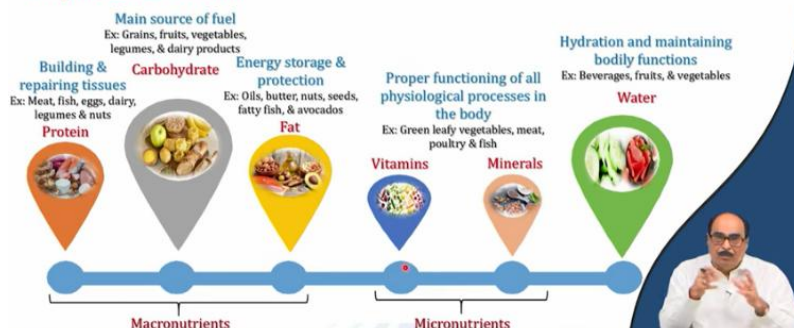 Building &
repairing tissues
Ex: Meat, fish, eggs, dairy,
legumes & nuts
Protein
Main source of fuel
Ex: Grains, fruits, vegetables,
legumes, & dairy products
Carbohydrate
Energy storage &
protection
Ex: Oils, butter, nuts, seeds,
fatty fish, & avocados
Fat
Proper functioning of all
physiological processes in
the body
Ex: Green leafy vegetables, meat,
poultry & fish
Vitamins
Minerals
Hydration and maintaining
bodily functions
Ex: Beverages, fruits, & vegetables
Water
Macronutrients
Micronutrients